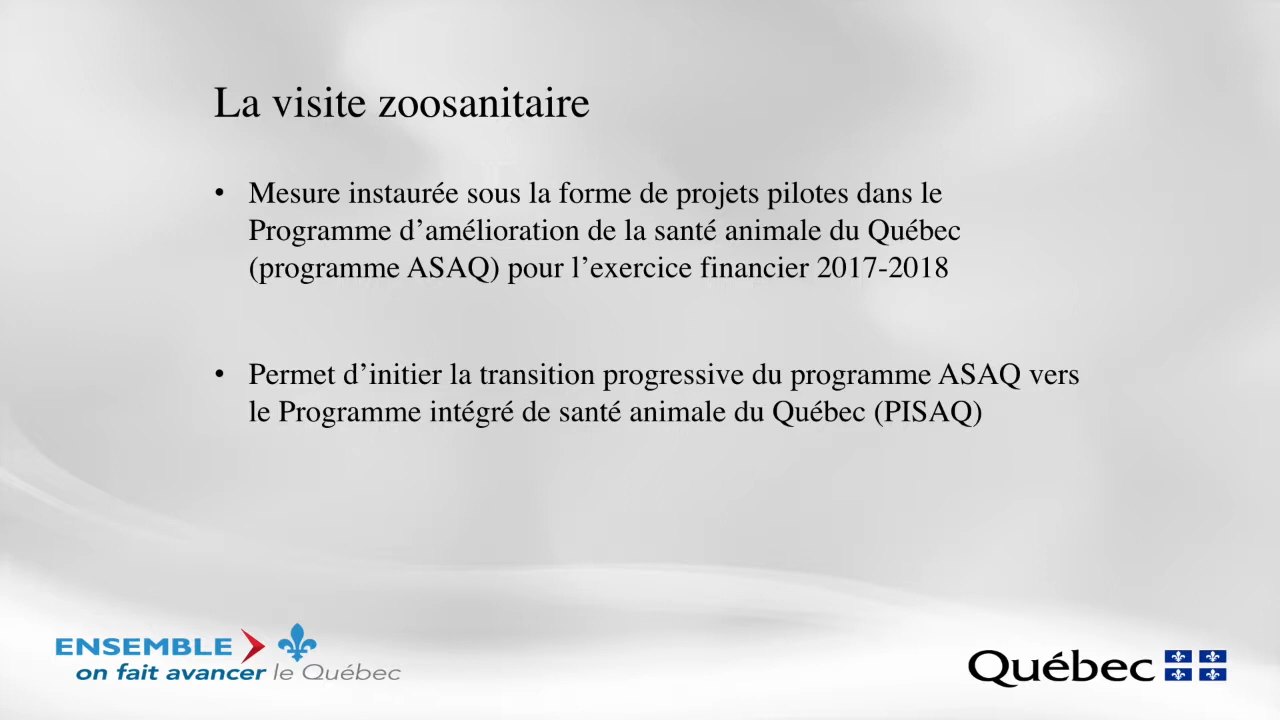 La visite zoosanitaire
• Mesure instaurée sous la forme de projets pilotes dans le
Programme d’amélioration de la santé animale du Québec
(programme ASAQ) pour l’exercice financier 2017-2018
• Permet d’initier la transition progressive du programme ASAQ vers
le Programme intégré de santé animale du Québec (PISAQ)
ENSEMBLE
on fait avancer le Québec
Québec